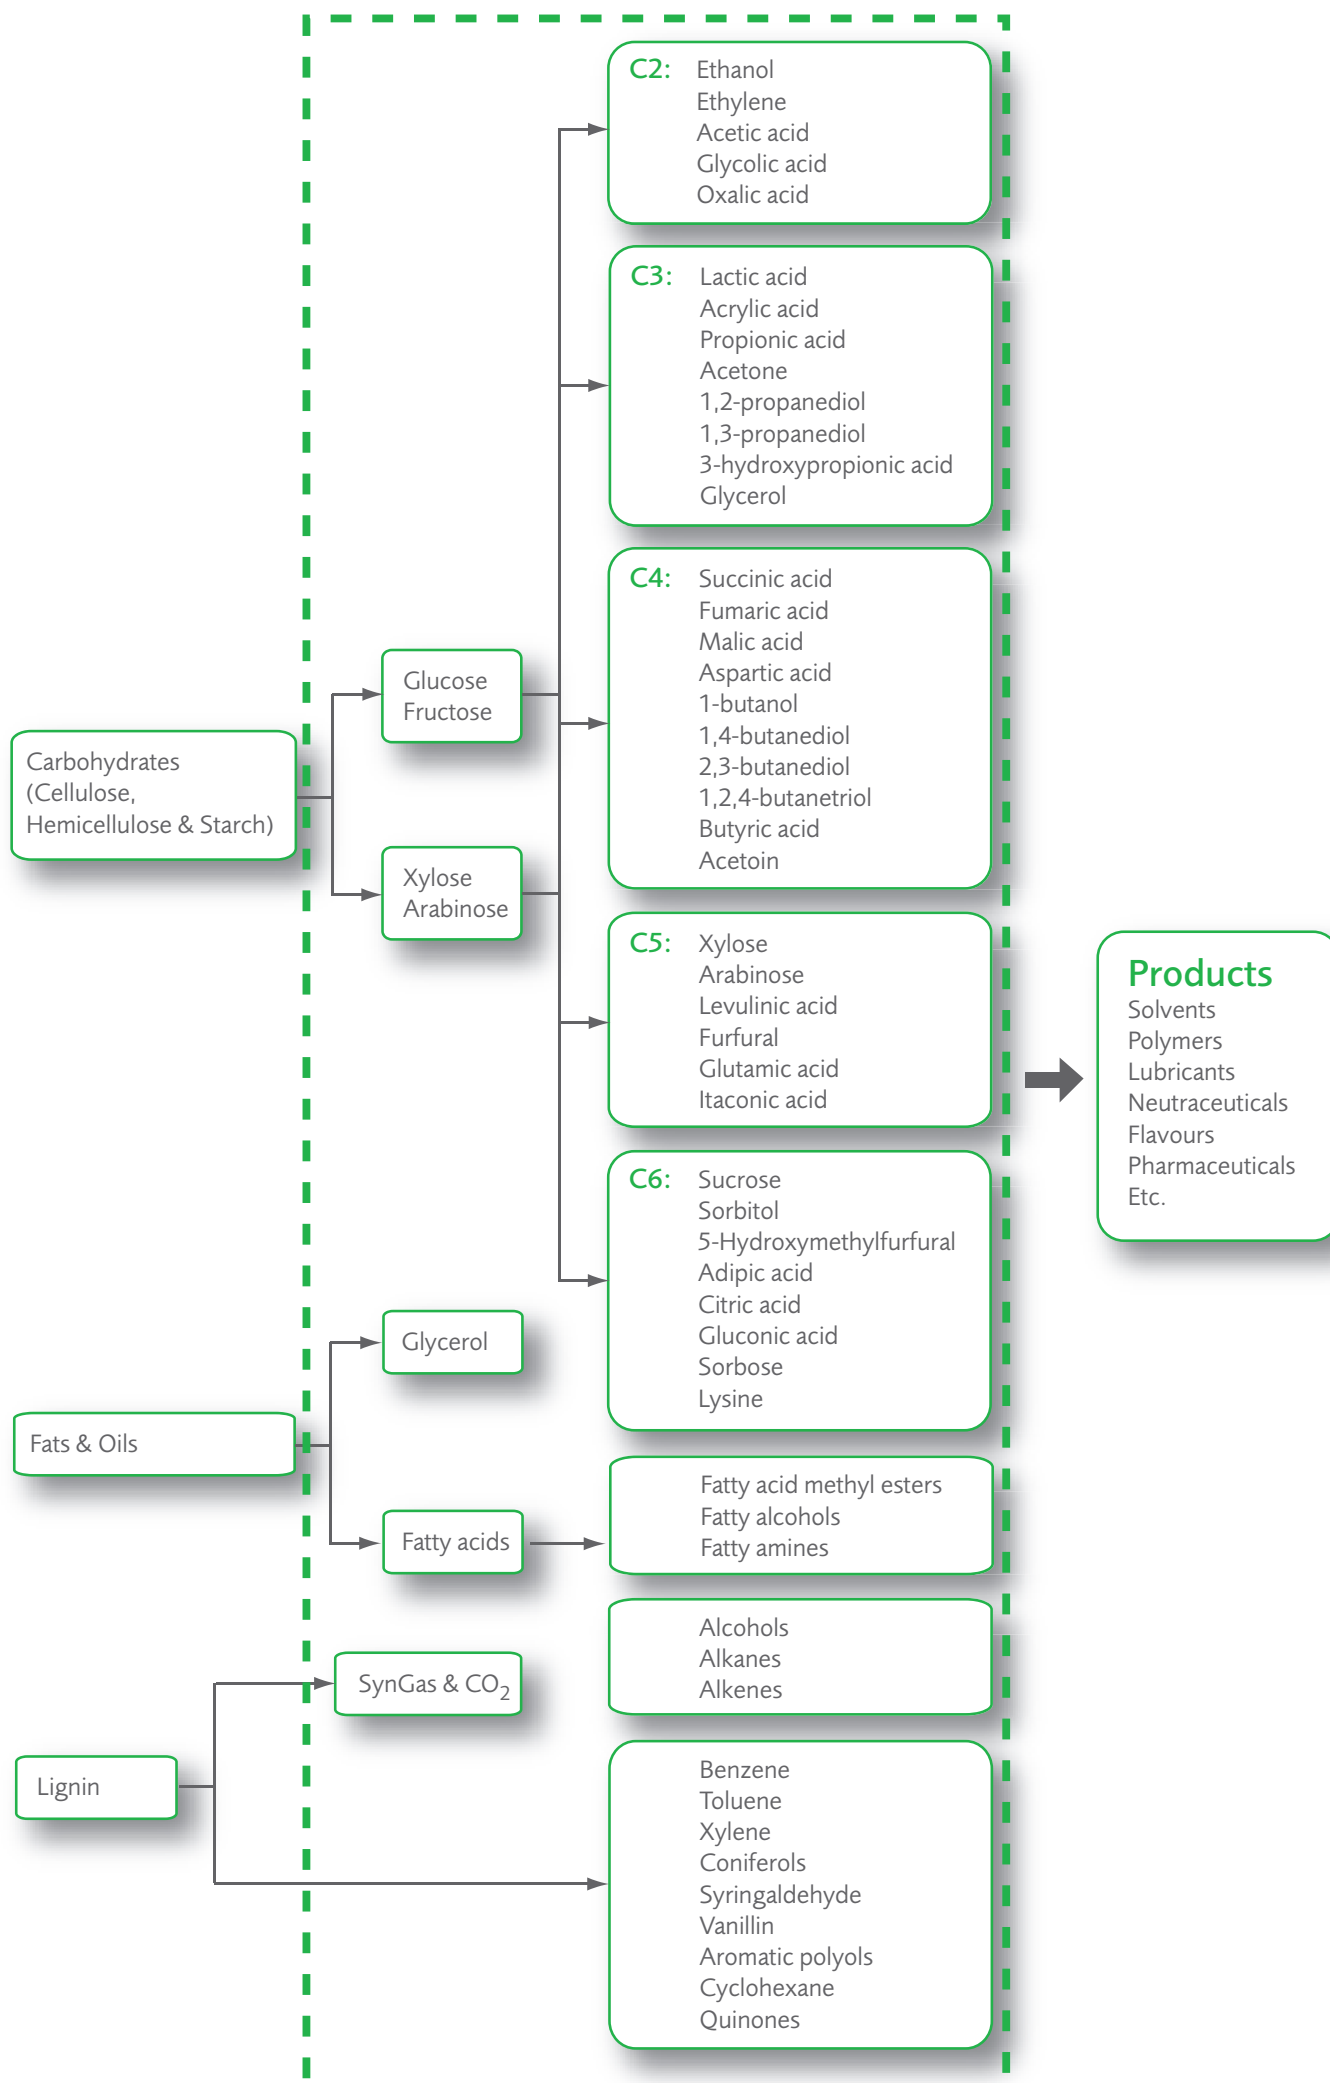 Carbohydrates
(Cellulose,
Hemicellulose & Starch)
Fats & Oils
Lignin
Glucose
Fructose
Xylose
Arabinose
Glycerol
Fatty acids
SynGas & CO₂
C2: Ethanol
Ethylene
Acetic acid
Glycolic acid
Oxalic acid
C3: Lactic acid
Acrylic acid
Propionic acid
Acetone
1,2-propanediol
1,3-propanediol
3-hydroxypropionic acid
Glycerol
C4: Succinic acid
Fumaric acid
Malic acid
Aspartic acid
1-butanol
1,4-butanediol
2,3-butanediol
1,2,4-butanetriol
Butyric acid
Acetoin
C5: Xylose
Arabinose
Levulinic acid
Furfural
Glutamic acid
Itaconic acid
C6: Sucrose
Sorbitol
5-Hydroxymethylfurfural
Adipic acid
Citric acid
Gluconic acid
Sorbose
Lysine
Fatty acid methyl esters
Fatty alcohols
Fatty amines
Alcohols
Alkanes
Alkenes
Benzene
Toluene
Xylene
Coniferols
Syringaldehyde
Vanillin
Aromatic polyols
Cyclohexane
Quinones
Products
Solvents
Polymers
Lubricants
Neutraceuticals
Flavours
Pharmaceuticals
Etc.